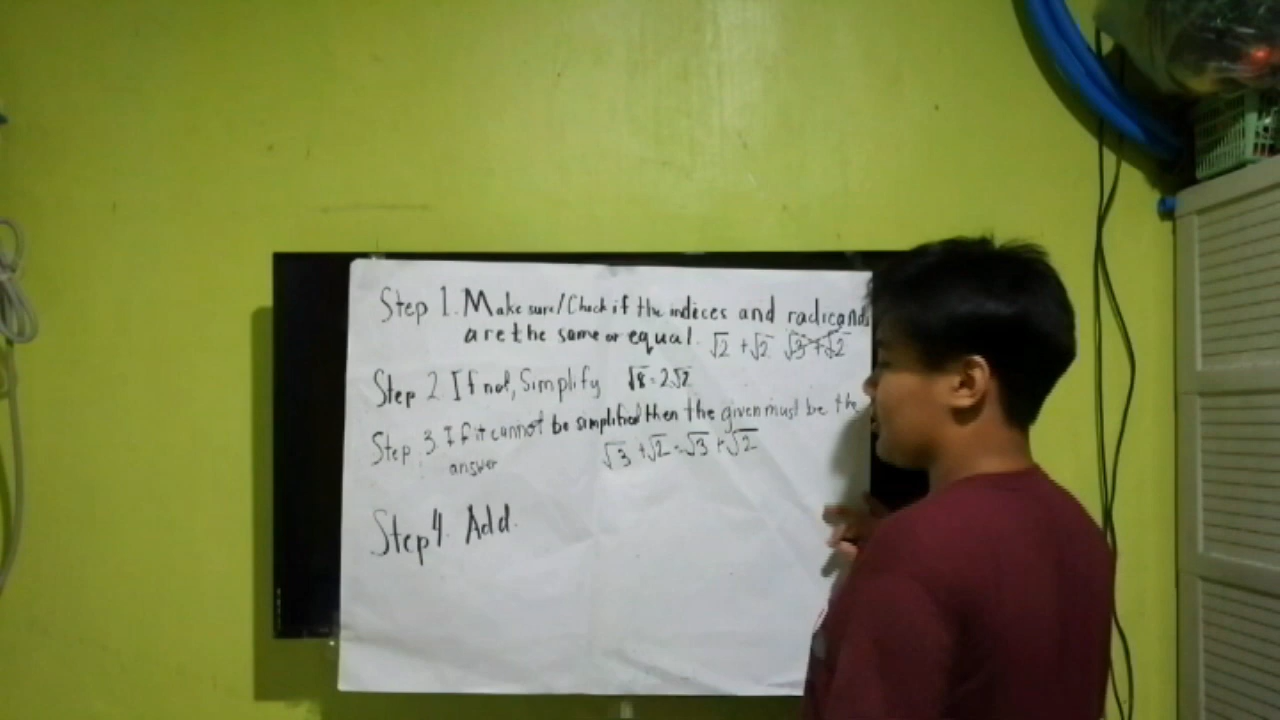 Step 1. Make sure/Check if the indices and radicands
are the same or equal. √2 + √2 √3 + √2
Step 2 If not, Simplify √8 = 2√2
Step 3. If it cannot be simplified then the given must be the
answer √3 + √2 = √3 + √2
Step 4. Add.